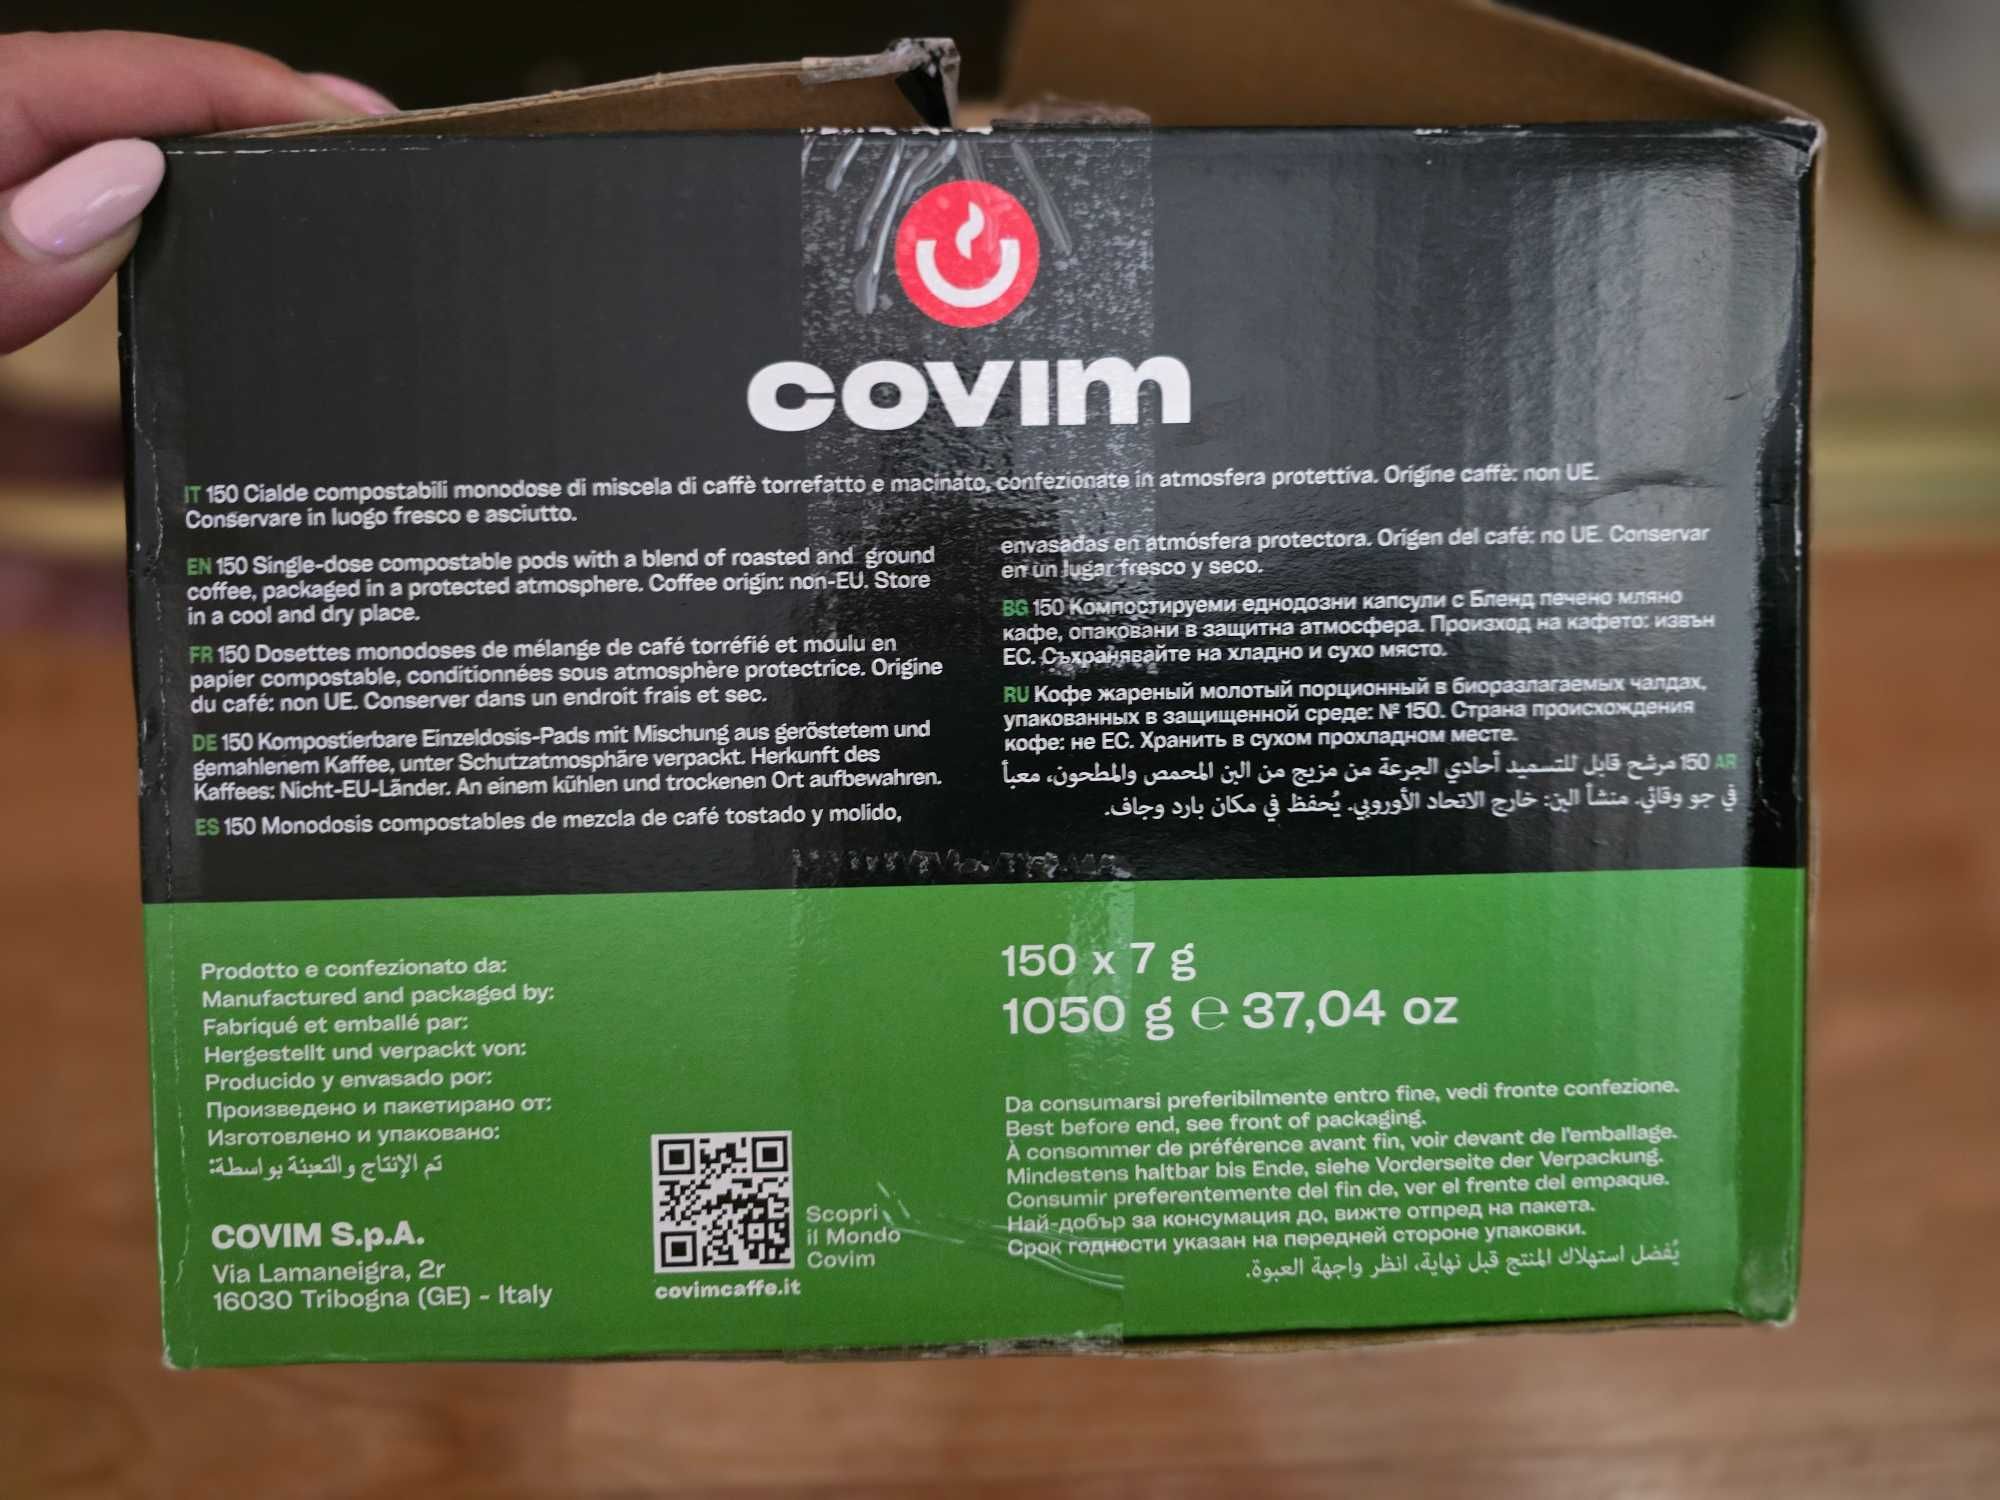 covim
IT 150 Cialde compostabili monodose di miscela di caffè torrefatto e macinato, confezionate in atmosfera protettiva. Origine caffè: non UE.
Conservare in luogo fresco e asciutto.
EN 150 Single-dose compostable pods with a blend of roasted and ground
coffee, packaged in a protected atmosphere. Coffee origin: non-EU. Store
in a cool and dry place.
FR 150 Dosettes monodoses de mélange de café torréfié et moulu en
papier compostable, conditionnées sous atmosphère protectrice. Origine
du café: non UE. Conserver dans un endroit frais et sec.
DE 150 Kompostierbare Einzeldosis-Pads mit Mischung aus geröstetem und
gemahlenem Kaffee, unter Schutzatmosphäre verpackt. Herkunft des
Kaffees: Nicht-EU-Länder. An einem kühlen und trockenen Ort aufbewahren.
ES 150 Monodosis compostables de mezcla de café tostado y molido,
envasadas en atmósfera protectora. Origen del café: no UE. Conservar
en un lugar fresco y seco.
BG 150 Компостируеми еднодозни капсули с Бленд печено мляно
кафе, опаковани в защитна атмосфера. Произход на кафето: извън
ЕС. Съхранявайте на хладно и сухо място.
RU Кофе жареный молотый порционный в биоразлагаемых чалдах,
упакованных в защищенной среде: № 150. Страна происхождения
кофе: не ЕС. Хранить в сухом прохладном месте.
AR 150 مرشح قابل للتسميد أحادي الجرعة من مزيج من البن المحمص والمطحون، معبأ
في جو وقائي. منشأ البن: خارج الاتحاد الأوروبي. يُحفظ في مكان بارد وجاف.
Prodotto e confezionato da:
Manufactured and packaged by:
Fabriqué et emballé par:
Hergestellt und verpackt von:
Producido y envasado por:
Произведено и пакетирано от:
Изготовлено и упаковано:
تم الإنتاج والتعبئة بواسطة:
COVIM S.p.A.
Via Lamaneigra, 2r
16030 Tribogna (GE) - Italy
Scopri
il Mondo
Covim
covimcaffe.it
150 x 7 g
1050 g ℮ 37,04 oz
Da consumarsi preferibilmente entro fine, vedi fronte confezione.
Best before end, see front of packaging.
À consommer de préférence avant fin, voir devant de l'emballage.
Mindestens haltbar bis Ende, siehe Vorderseite der Verpackung.
Consumir preferentemente del fin de, ver el frente del empaque.
Най-добър за консумация до, вижте отпред на пакета.
Срок годности указан на передней стороне упаковки.
يُفضل استهلاك المنتج قبل نهاية، انظر واجهة العبوة.